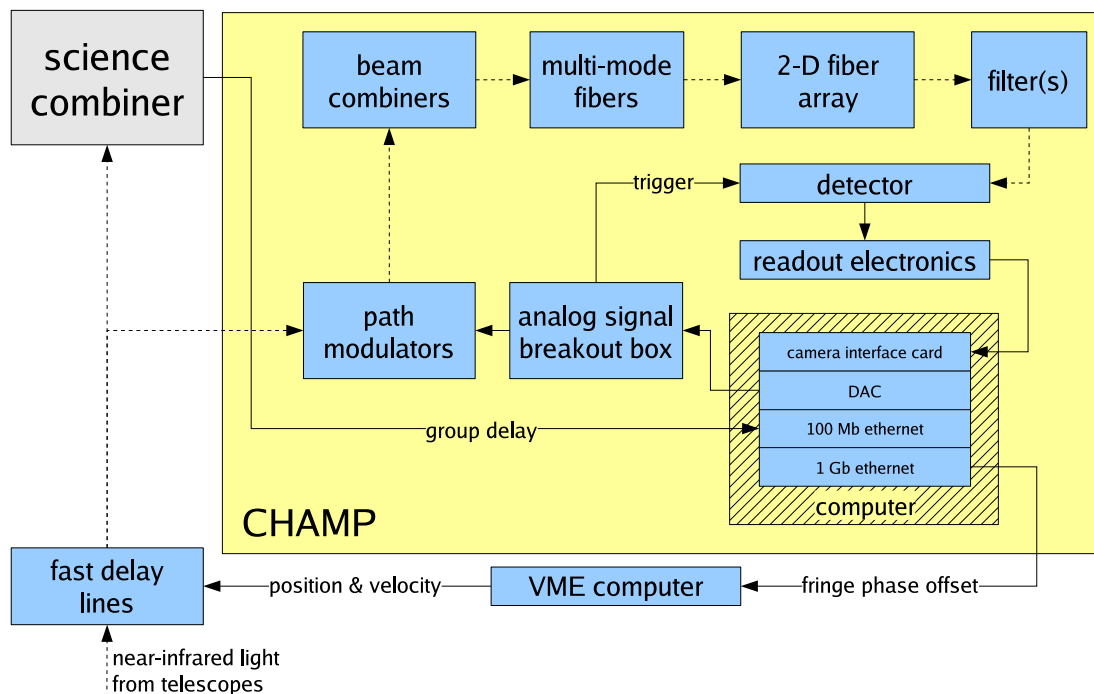 science
combiner
beam
combiners
multi-mode
fibers
2-D fiber
array
filter(s)
trigger
detector
readout electronics
path
modulators
analog signal
breakout box
camera interface card
DAC
100 Mb ethernet
1 Gb ethernet
computer
group delay
CHAMP
fast delay
lines
position & velocity
VME computer
fringe phase offset
near-infrared light
from telescopes